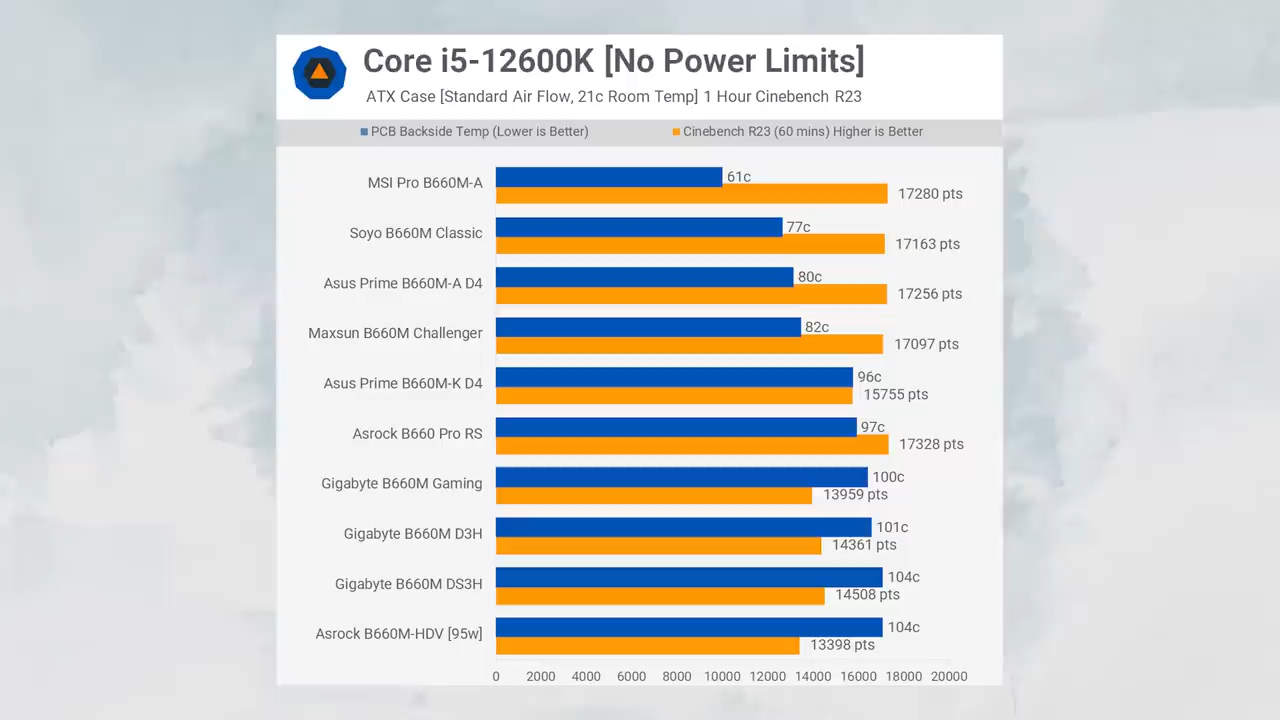 Core i5-12600K [No Power Limits]
ATX Case [Standard Air Flow, 21c Room Temp] 1 Hour Cinebench R23
PCB Backside Temp (Lower is Better) Cinebench R23 (60 mins) Higher is Better
MSI Pro B660M-A 61c
17280 pts
Soyo B660M Classic 77c
17163 pts
Asus Prime B660M-A D4 80c
17256 pts
Maxsun B660M Challenger 82c
17097 pts
Asus Prime B660M-K D4 96c
15755 pts
Asrock B660 Pro RS 97c
17328 pts
Gigabyte B660M Gaming 100c
13959 pts
Gigabyte B660M D3H 101c
14361 pts
Gigabyte B660M DS3H 104c
14508 pts
Asrock B660M-HDV [95w] 104c
13398 pts
0 2000 4000 6000 8000 10000 12000 14000 16000 18000 20000